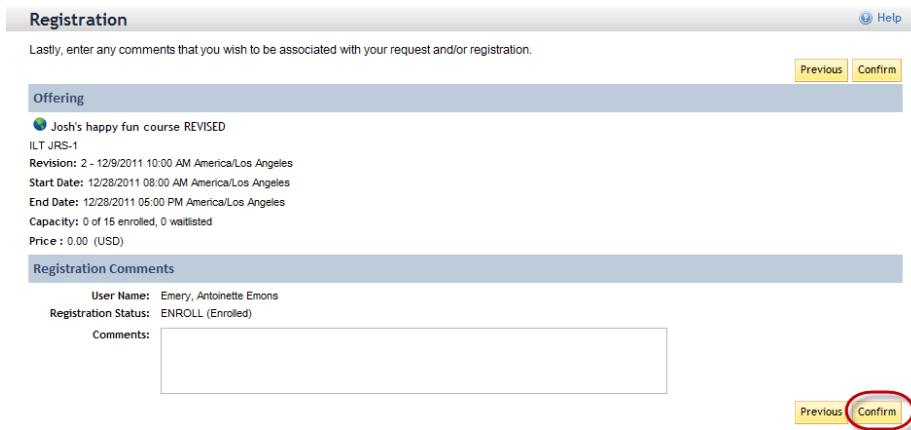 Registration
Help
Lastly, enter any comments that you wish to be associated with your request and/or registration.
Previous Confirm
Offering
Josh's happy fun course REVISED
ILT JRS-1
Revision: 2 - 12/9/2011 10:00 AM America/Los Angeles
Start Date: 12/28/2011 08:00 AM America/Los Angeles
End Date: 12/28/2011 05:00 PM America/Los Angeles
Capacity: 0 of 15 enrolled, 0 waitlisted
Price : 0.00 (USD)
Registration Comments
User Name: Emery, Antoinette Emons
Registration Status: ENROLL (Enrolled)
Comments:
Previous Confirm